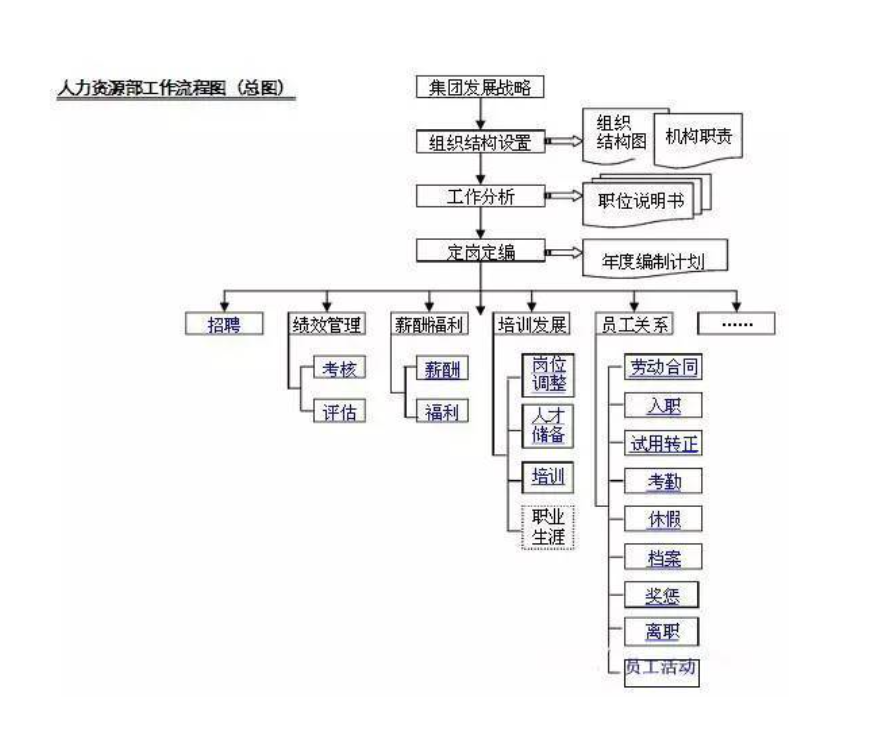 人力资源部工作流程图（总图）
集团发展战略
组织结构设置
组织
结构图
机构职责
工作分析
职位说明书
定岗定编
年度编制计划
招聘
绩效管理
薪酬福利
培训发展
员工关系
......
考核
评估
薪酬
福利
岗位
调整
人才
储备
培训
职业
生涯
劳动合同
入职
试用转正
考勤
休假
档案
奖惩
离职
员工活动